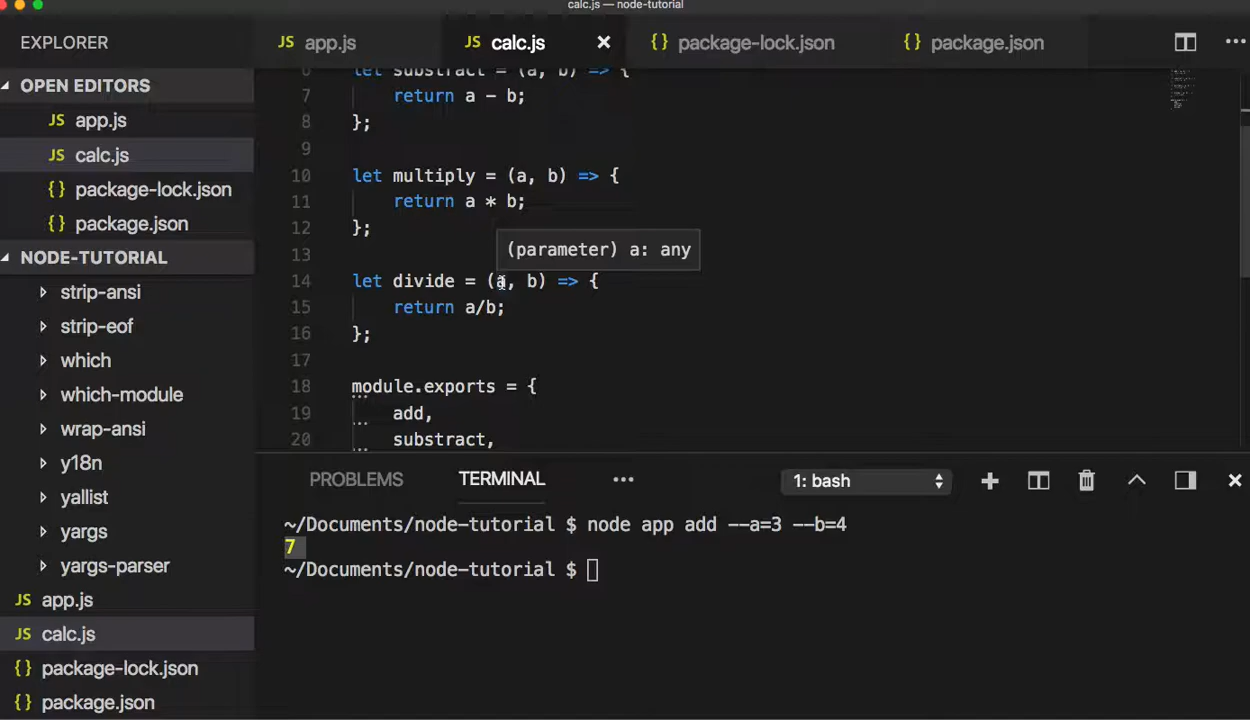 calc.js — node-tutorial
EXPLORER
JS app.js
JS calc.js
{} package-lock.json
{} package.json
OPEN EDITORS
JS app.js
JS calc.js
{} package-lock.json
{} package.json
NODE-TUTORIAL
strip-ansi
strip-eof
which
which-module
wrap-ansi
y18n
yallist
yargs
yargs-parser
JS app.js
JS calc.js
{} package-lock.json
{} package.json
6 let substract = (a, b) => {
7 return a - b;
8 };
9
10 let multiply = (a, b) => {
11 return a * b;
12 };
(parameter) a: any
13
14 let divide = (a, b) => {
15 return a/b;
16 };
17
18 module.exports = {
19 add,
20 substract,
PROBLEMS TERMINAL ••• 1: bash
~/Documents/node-tutorial $ node app add --a=3 --b=4
7
~/Documents/node-tutorial $